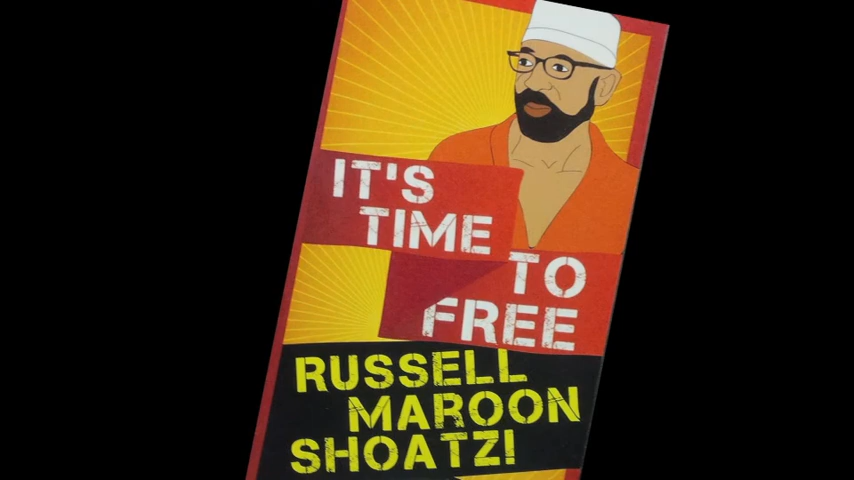 IT'S
TIME
TO
FREE
RUSSELL
MAROON
SHOATZ!